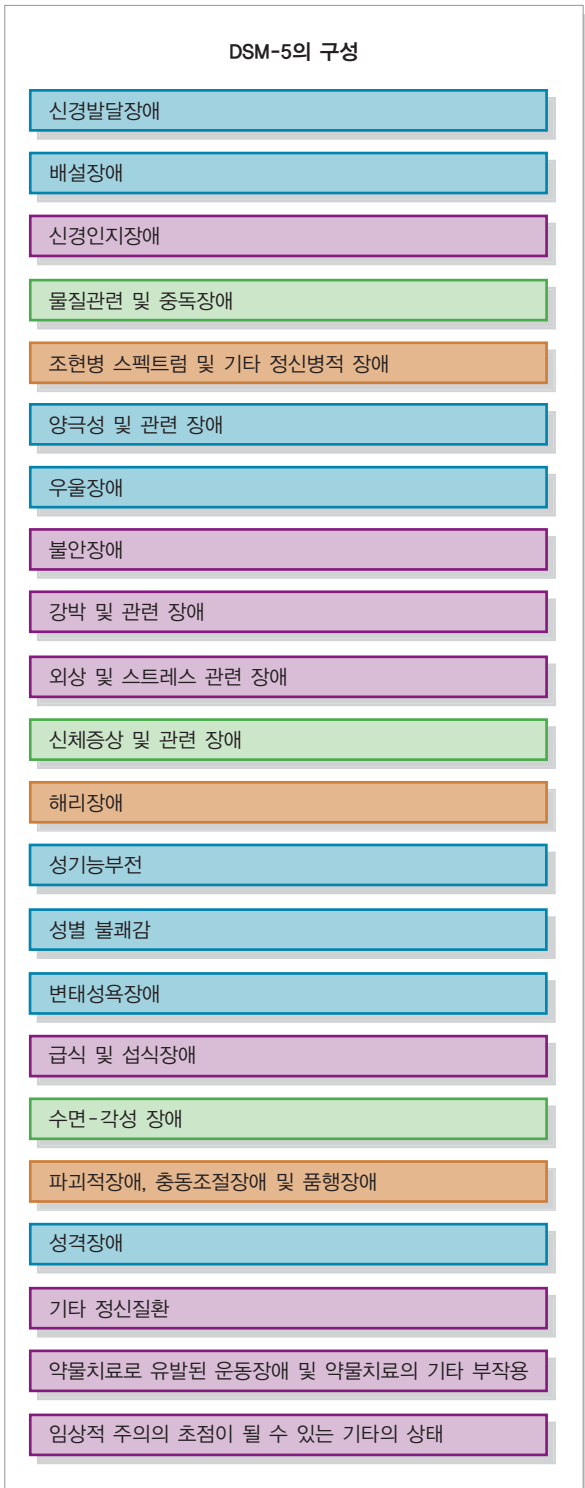 DSM-5의 구성
신경발달장애
배설장애
신경인지장애
물질관련 및 중독장애
조현병 스펙트럼 및 기타 정신병적 장애
양극성 및 관련 장애
우울장애
불안장애
강박 및 관련 장애
외상 및 스트레스 관련 장애
신체증상 및 관련 장애
해리장애
성기능부전
성별 불쾌감
변태성욕장애
급식 및 섭식장애
수면-각성 장애
파괴적장애, 충동조절장애 및 품행장애
성격장애
기타 정신질환
약물치료로 유발된 운동장애 및 약물치료의 기타 부작용
임상적 주의의 초점이 될 수 있는 기타의 상태